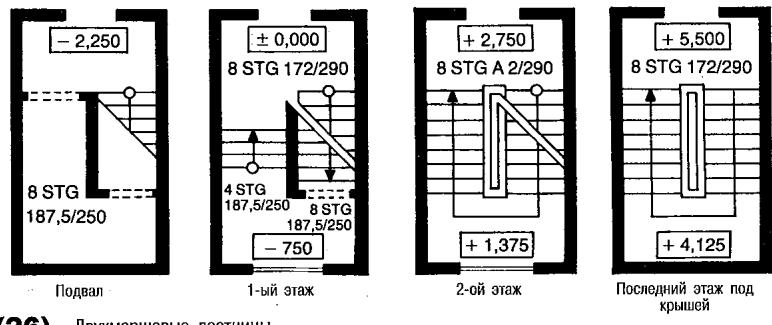 − 2,250
8 STG
187,5/250
Подвал
± 0,000
8 STG 172/290
4 STG
187,5/250
8 STG
187,5/250
− 750
1-ый этаж
+ 2,750
8 STG A 2/290
+ 1,375
2-ой этаж
+ 5,500
8 STG 172/290
+ 4,125
Последний этаж под
крышей